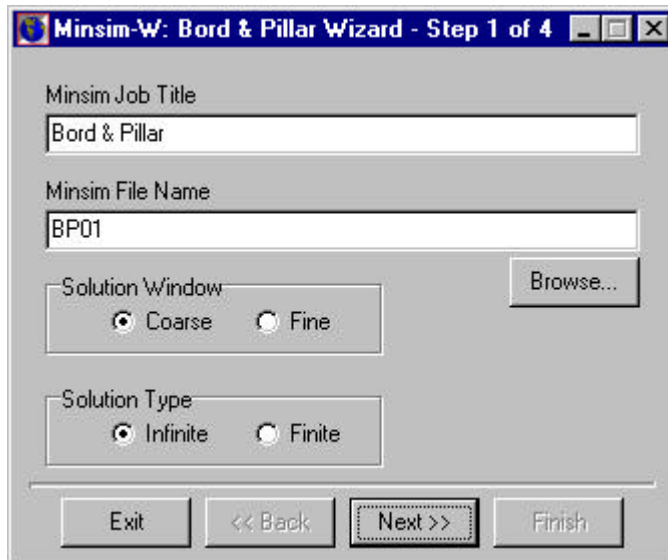 Minsim-W: Bord & Pillar Wizard - Step 1 of 4
Minsim Job Title
Bord & Pillar
Minsim File Name
BP01
Browse...
Solution Window
Coarse Fine
Solution Type
Infinite Finite
Exit << Back Next >> Finish